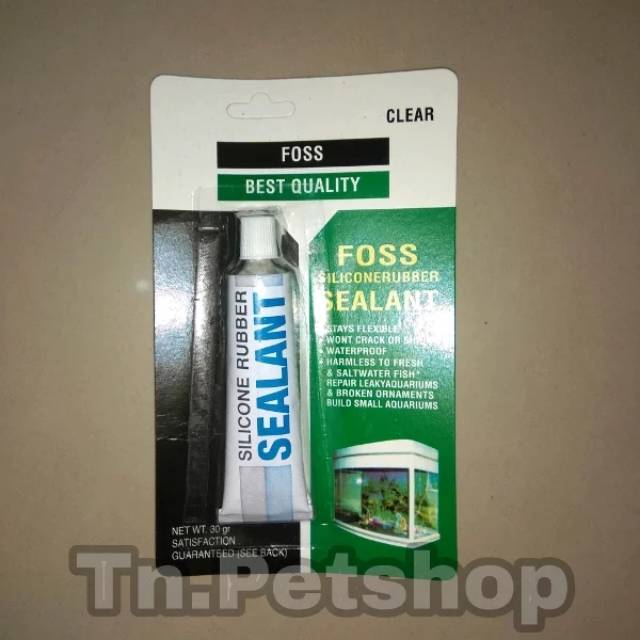 CLEAR
FOSS
BEST QUALITY
FOSS
SILICONERUBBER
SEALANT
• STAYS FLEXIBLE
• WONT CRACK OR
• WATERPROOF
• HARMLESS TO FRESH
& SALTWATER FISH*
REPAIR LEAKYAQUARIUMS
& BROKEN ORNAMENTS
BUILD SMALL AQUARIUMS
SILICONE RUBBER
SEALANT
NET WT. 30 gr
SATISFACTION
GUARANTEED (SEE BACK)
Tn.Petshop